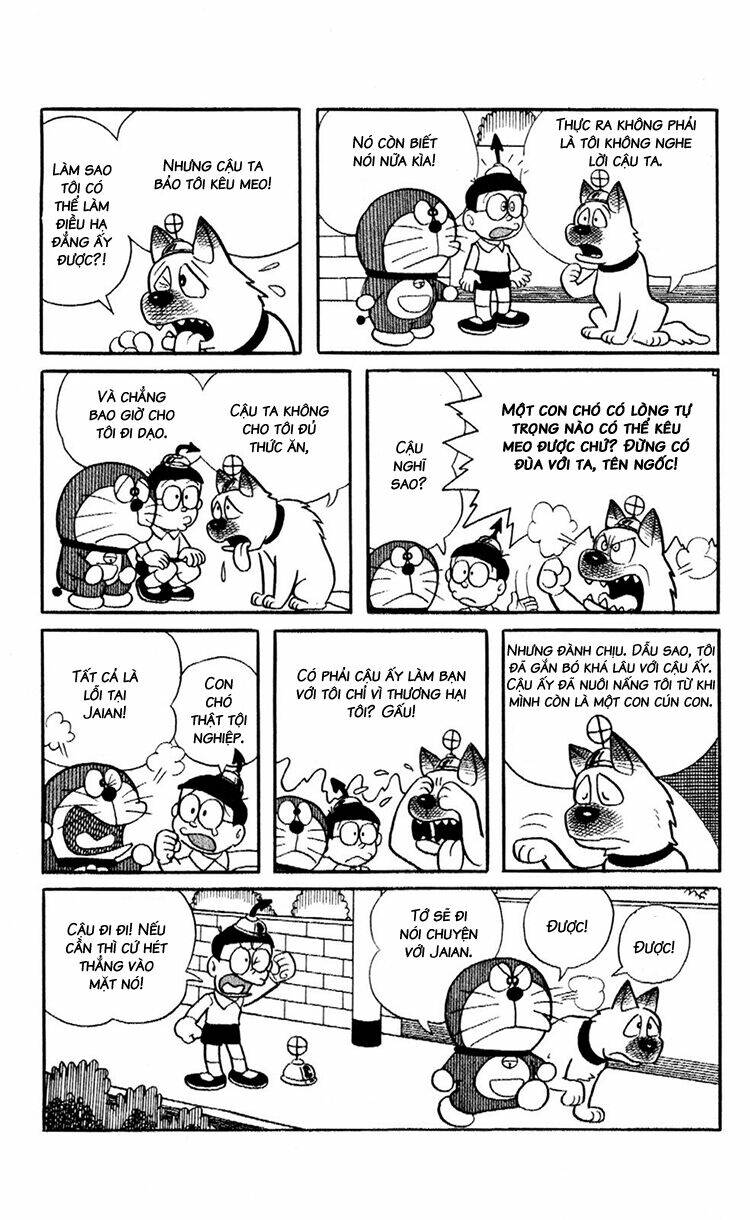 THỰC RA KHÔNG PHẢI
LÀ TÔI KHÔNG NGHE
LỜI CẬU TA.
NÓ CÒN BIẾT
NÓI NỮA KÌA!
NHƯNG CẬU TA
BẢO TÔI KÊU MEO!
LÀM SAO
TÔI CÓ
THỂ LÀM
ĐIỀU HẠ
ĐẲNG ẤY
ĐƯỢC?!
MỘT CON CHÓ CÓ LÒNG TỰ
TRỌNG NÀO CÓ THỂ KÊU
MEO ĐƯỢC CHỨ? ĐỪNG CÓ
ĐÙA VỚI TA, TÊN NGỐC!
CẬU
NGHĨ
SAO?
CẬU TA KHÔNG
CHO TÔI ĐỦ
THỨC ĂN,
VÀ CHẲNG
BAO GIỜ CHO
TÔI ĐI DẠO.
NHƯNG ĐÀNH CHỊU. DẪU SAO, TÔI
ĐÃ GẮN BÓ KHÁ LÂU VỚI CẬU ẤY.
CẬU ẤY ĐÃ NUÔI NẤNG TÔI TỪ KHI
MÌNH CÒN LÀ MỘT CON CÚN CON.
CÓ PHẢI CẬU ẤY LÀM BẠN
VỚI TÔI CHỈ VÌ THƯƠNG HẠI
TÔI? GẤU!
CON
CHÓ
THẬT TỘI
NGHIỆP.
TẤT CẢ LÀ
LỖI TẠI
JAIAN!
ĐƯỢC!
ĐƯỢC!
TỚ SẼ ĐI
NÓI CHUYỆN
VỚI JAIAN.
CẬU ĐI ĐI! NẾU
CẦN THÌ CỨ HÉT
THẲNG VÀO
MẶT NÓ!